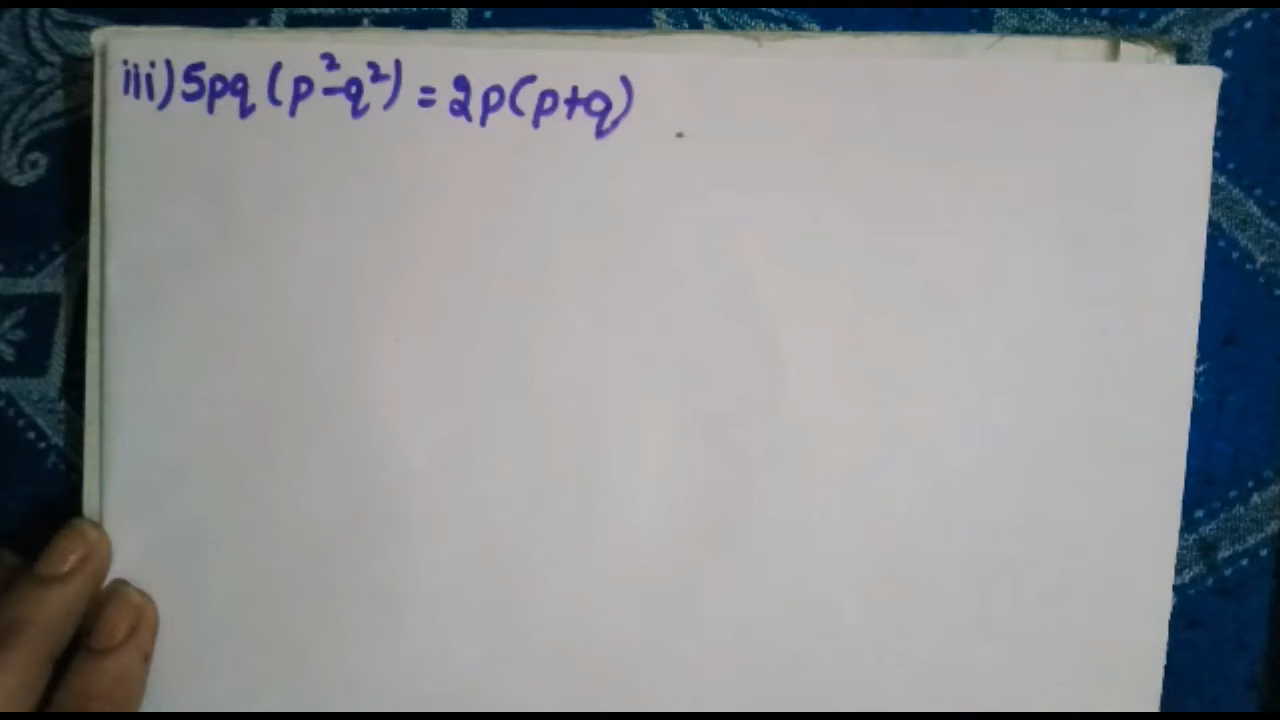 iii) 5pq (p²-q²) = 2p(p+q)